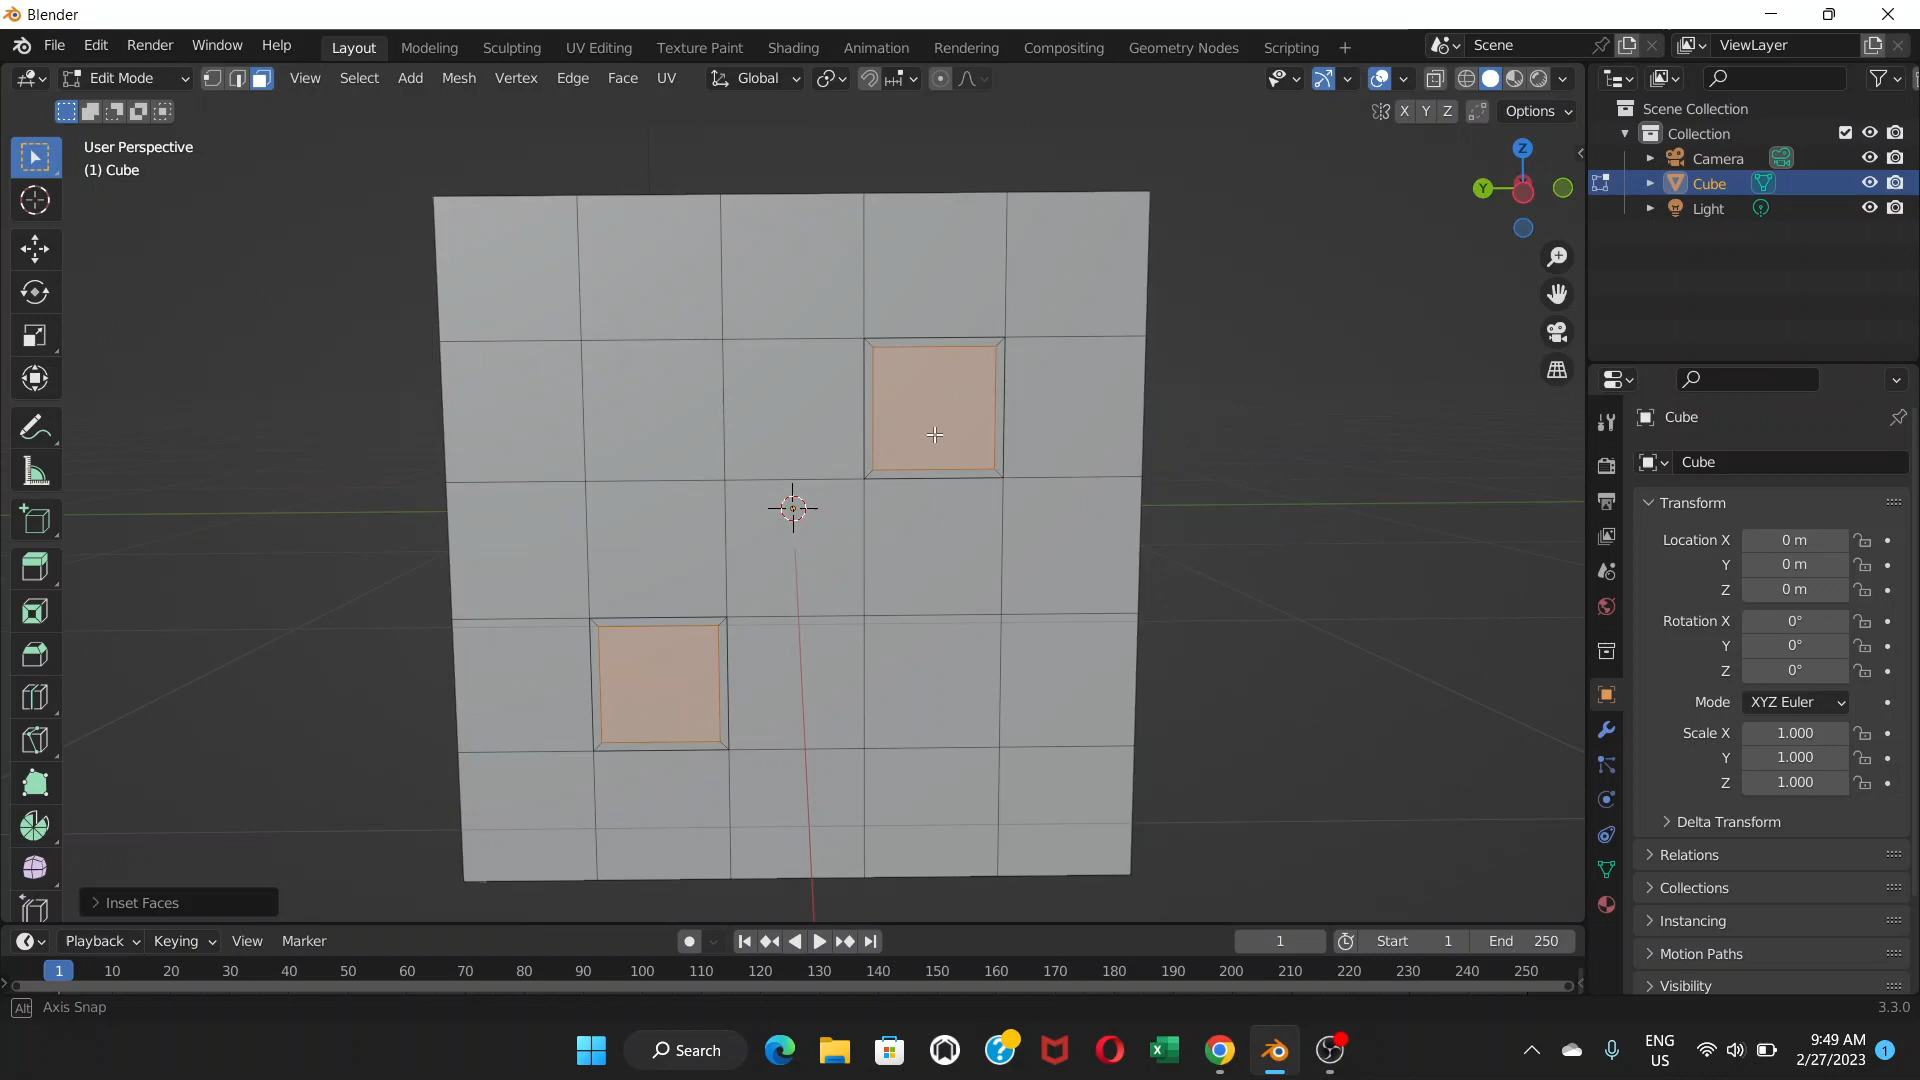 Blender
File Edit Render Window Help Layout Modeling Sculpting UV Editing Texture Paint Shading Animation Rendering Compositing Geometry Nodes Scripting + Scene ViewLayer
Edit Mode View Select Add Mesh Vertex Edge Face UV Global
X Y Z Options
User Perspective
(1) Cube
Z
Y
Scene Collection
Collection
Camera
Cube
Light
Cube
Cube
Transform
Location X 0 m
Y 0 m
Z 0 m
Rotation X 0°
Y 0°
Z 0°
Mode XYZ Euler
Scale X 1.000
Y 1.000
Z 1.000
Delta Transform
Relations
Collections
Instancing
Motion Paths
Visibility
Inset Faces
Playback Keying View Marker 1 Start 1 End 250
1 10 20 30 40 50 60 70 80 90 100 110 120 130 140 150 160 170 180 190 200 210 220 230 240 250
Alt Axis Snap 3.3.0
Search
ENG
US
9:49 AM
2/27/2023
1